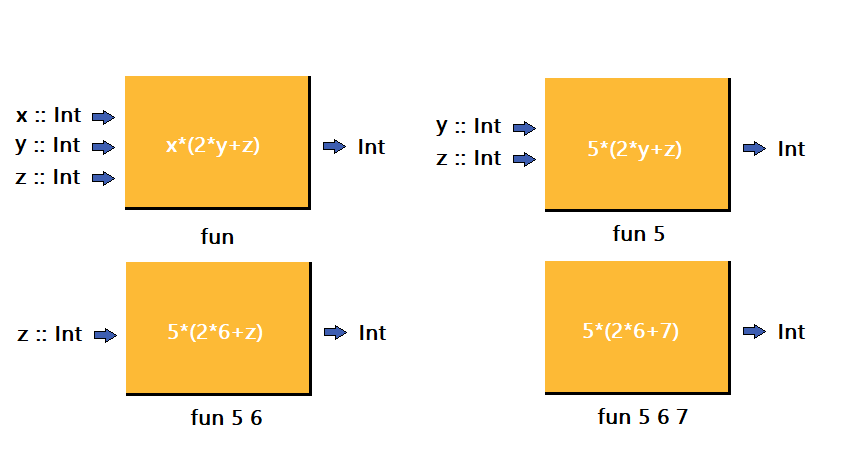 x :: Int
y :: Int
z :: Int
x*(2*y+z)
Int
fun
y :: Int
z :: Int
5*(2*y+z)
Int
fun 5
z :: Int
5*(2*6+z)
Int
fun 5 6
5*(2*6+7)
Int
fun 5 6 7